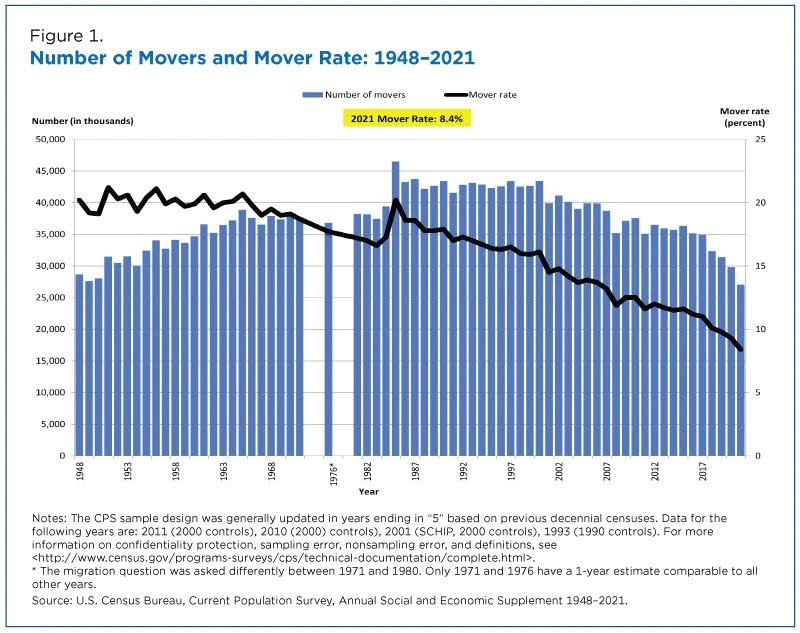 Figure 1.
Number of Movers and Mover Rate: 1948–2021
Number of movers
Mover rate
Number (in thousands)
2021 Mover Rate: 8.4%
Mover rate
(percent)
50,000
45,000
40,000
35,000
30,000
25,000
20,000
15,000
10,000
5,000
0
25
20
15
10
5
0
1948
1953
1958
1963
1968
1976*
1982
1987
1992
1997
2002
2007
2012
2017
Year
Notes: The CPS sample design was generally updated in years ending in “5” based on previous decennial censuses. Data for the
following years are: 2011 (2000 controls), 2010 (2000) controls), 2001 (SCHIP, 2000 controls), 1993 (1990 controls). For more
information on confidentiality protection, sampling error, nonsampling error, and definitions, see
<http://www.census.gov/programs-surveys/cps/technical-documentation/complete.html>.
* The migration question was asked differently between 1971 and 1980. Only 1971 and 1976 have a 1-year estimate comparable to all
other years.
Source: U.S. Census Bureau, Current Population Survey, Annual Social and Economic Supplement 1948–2021.